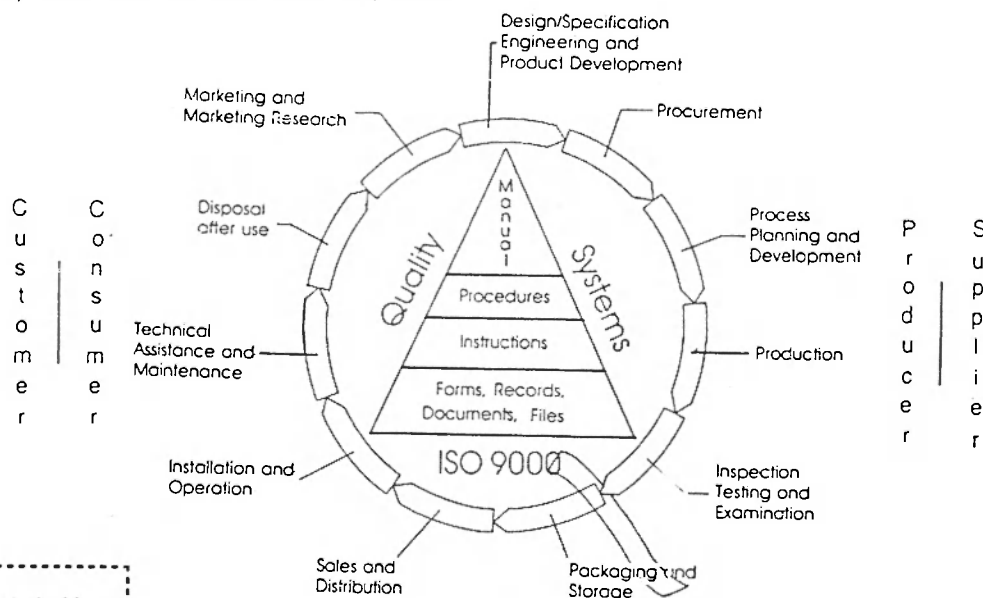 Design/Specification
Engineering and
Product Development
Marketing and
Marketing Research
Procurement
Disposal
after use
Process
Planning and
Development
Customer
Consumer
Quality
Manual
Systems
Producer
Supplier
Procedures
Instructions
Forms, Records,
Documents, Files
Technical
Assistance and
Maintenance
Production
ISO 9000
Installation and
Operation
Inspection
Testing and
Examination
Sales and
Distribution
Packaging and
Storage